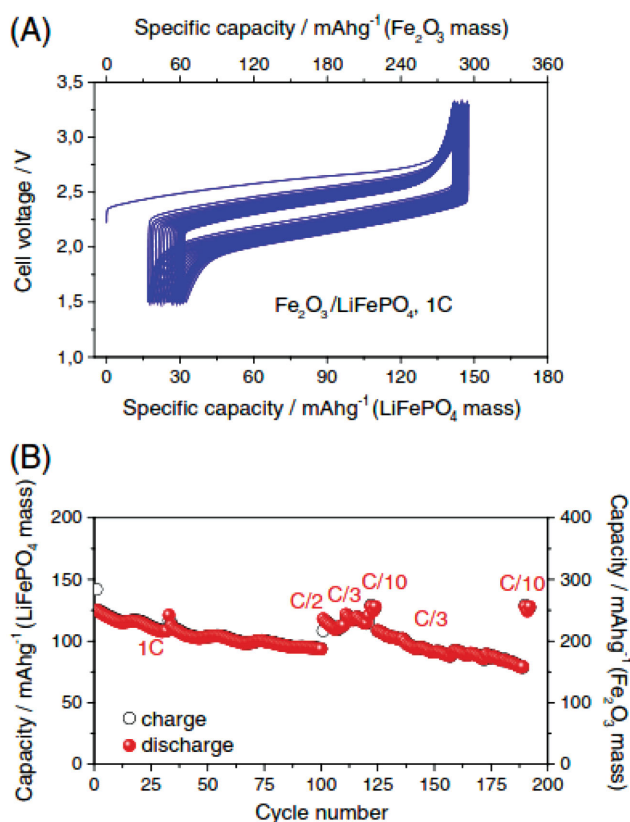 (A)
Specific capacity / mAhg⁻¹ (Fe₂O₃ mass)
0 60 120 180 240 300 360
3,5
3,0
2,5
2,0
1,5
1,0
Cell voltage / V
Fe₂O₃/LiFePO₄, 1C
0 30 60 90 120 150 180
Specific capacity / mAhg⁻¹ (LiFePO₄ mass)
(B)
200
150
100
50
0
Capacity / mAhg⁻¹ (LiFePO₄ mass)
1C
C/2
C/3
C/10
C/3
C/10
charge
discharge
400
300
200
100
0
Capacity / mAhg⁻¹ (Fe₂O₃ mass)
0 25 50 75 100 125 150 175 200
Cycle number